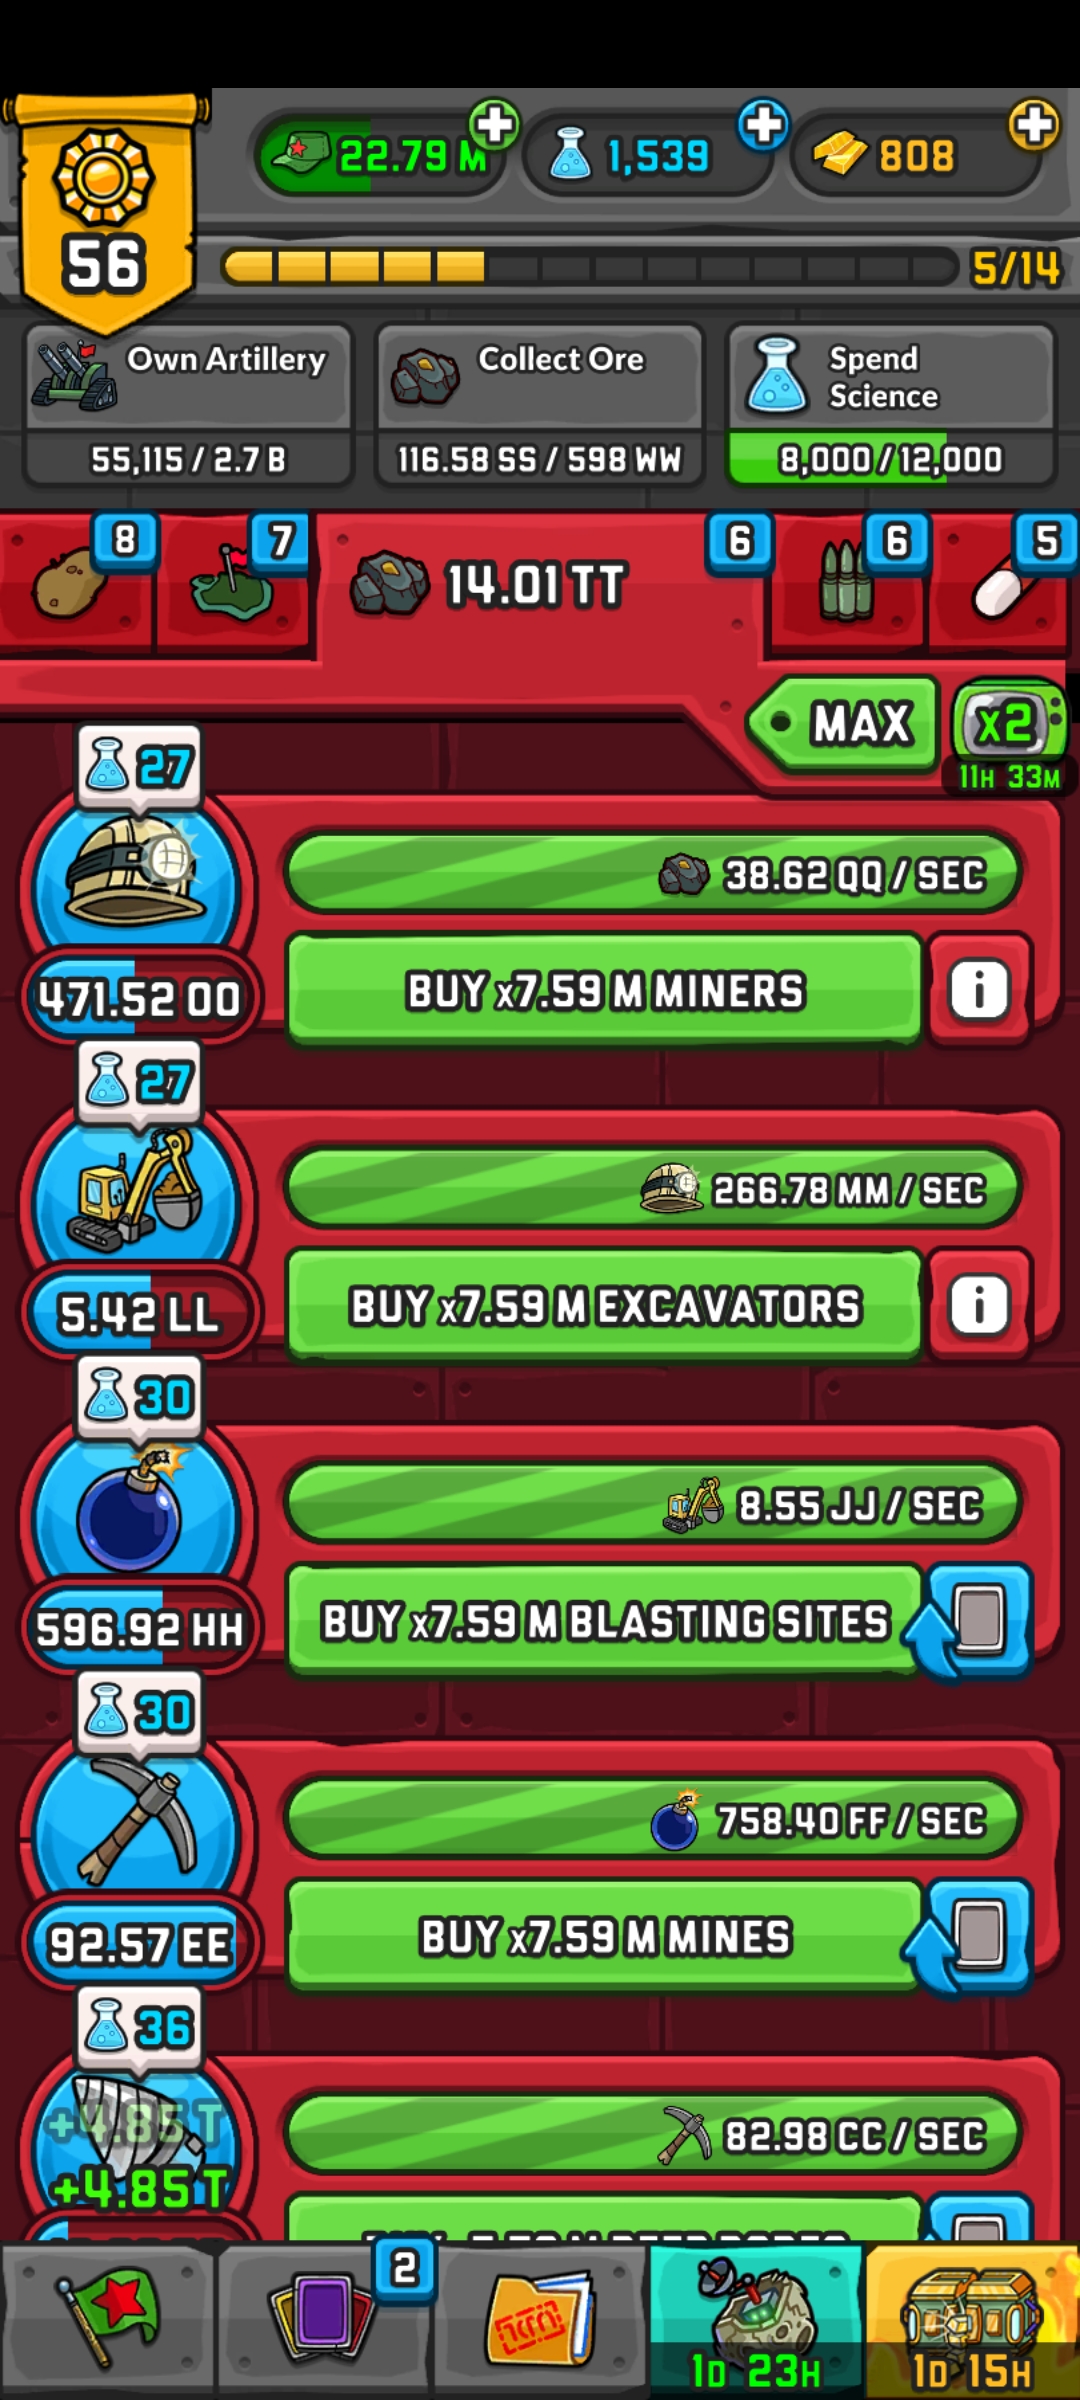 22.79 M
1,539
808
56
5/14
Own Artillery
55,115 / 2.7 B
Collect Ore
116.58 SS / 598 WW
Spend
Science
8,000 / 12,000
8
7
14.01 TT
6
6
5
MAX
x2
11H 33M
27
38.62 QQ / SEC
471.52 OO
BUY x7.59 M MINERS
i
27
266.78 MM / SEC
5.42 LL
BUY x7.59 M EXCAVATORS
i
30
8.55 JJ / SEC
596.92 HH
BUY x7.59 M BLASTING SITES
30
758.40 FF / SEC
92.57 EE
BUY x7.59 M MINES
36
+4.85 T
82.98 CC / SEC
+4.85 T
2
1D 23H
1D 15H